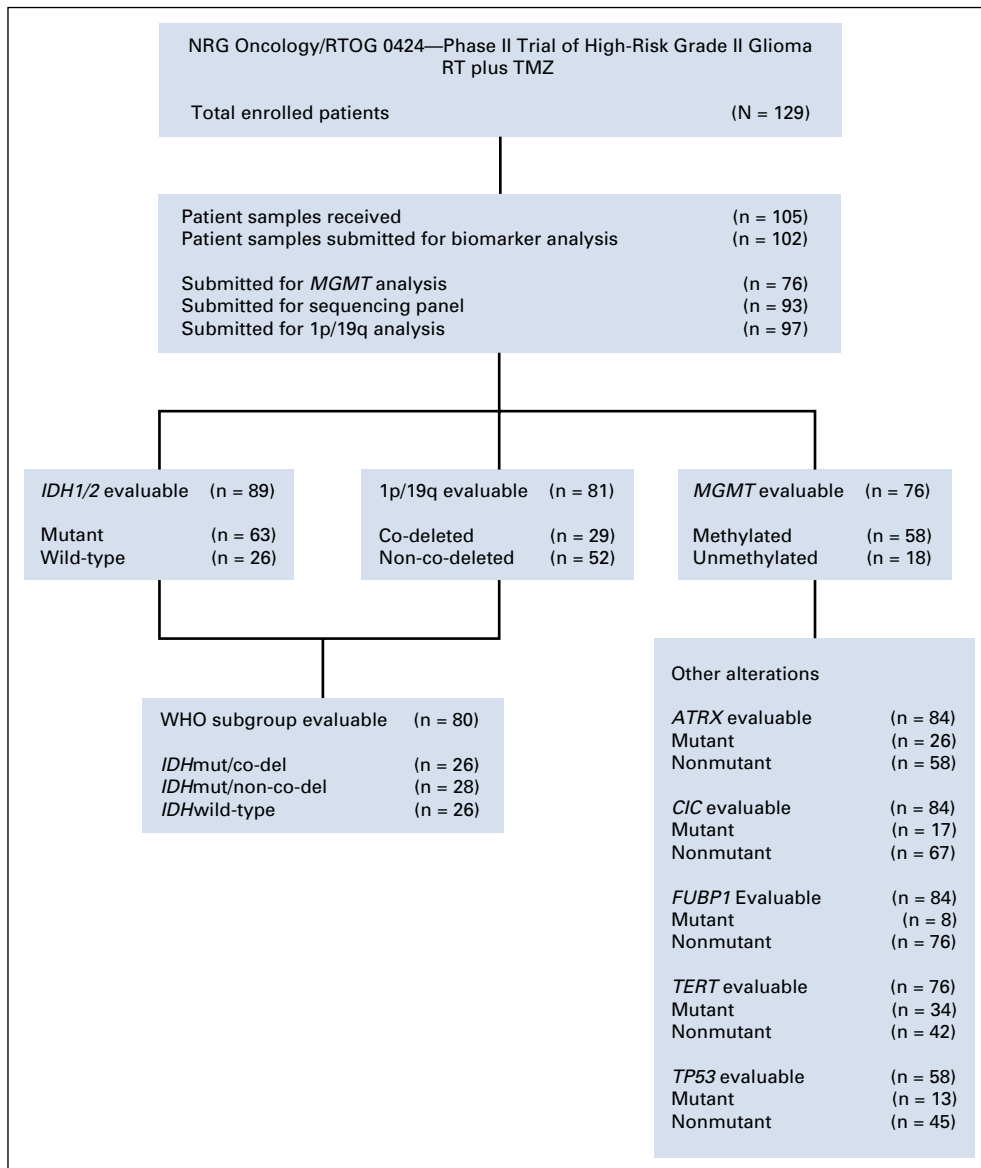 NRG Oncology/RTOG 0424—Phase II Trial of High-Risk Grade II Glioma
RT plus TMZ
Total enrolled patients (N = 129)
Patient samples received (n = 105)
Patient samples submitted for biomarker analysis (n = 102)
Submitted for MGMT analysis (n = 76)
Submitted for sequencing panel (n = 93)
Submitted for 1p/19q analysis (n = 97)
IDH1/2 evaluable (n = 89)
Mutant (n = 63)
Wild-type (n = 26)
1p/19q evaluable (n = 81)
Co-deleted (n = 29)
Non-co-deleted (n = 52)
MGMT evaluable (n = 76)
Methylated (n = 58)
Unmethylated (n = 18)
WHO subgroup evaluable (n = 80)
IDHmut/co-del (n = 26)
IDHmut/non-co-del (n = 28)
IDHwild-type (n = 26)
Other alterations
ATRX evaluable (n = 84)
Mutant (n = 26)
Nonmutant (n = 58)
CIC evaluable (n = 84)
Mutant (n = 17)
Nonmutant (n = 67)
FUBP1 Evaluable (n = 84)
Mutant (n = 8)
Nonmutant (n = 76)
TERT evaluable (n = 76)
Mutant (n = 34)
Nonmutant (n = 42)
TP53 evaluable (n = 58)
Mutant (n = 13)
Nonmutant (n = 45)